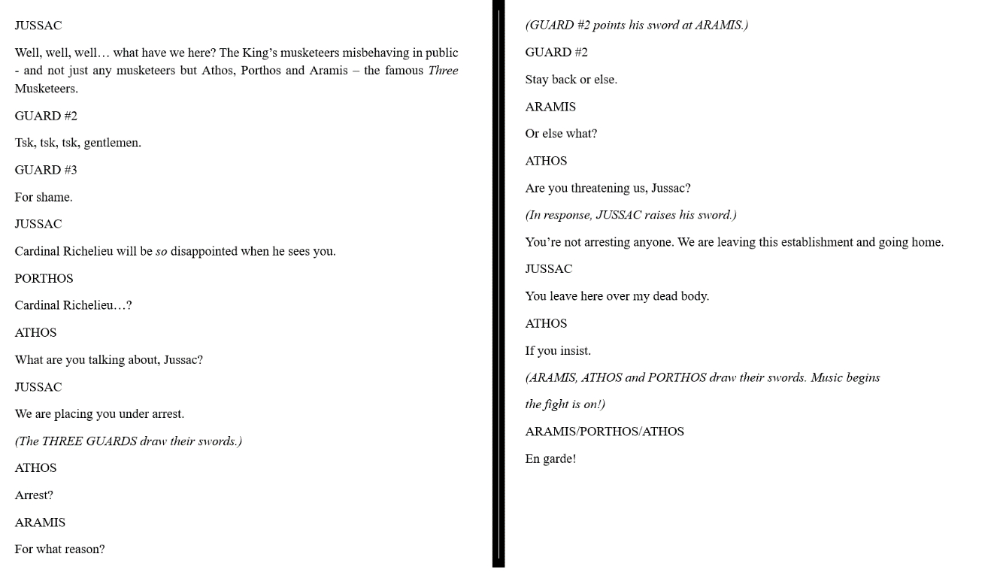 JUSSAC
Well, well, well… what have we here? The King’s musketeers misbehaving in public
- and not just any musketeers but Athos, Porthos and Aramis – the famous Three
Musketeers.
GUARD #2
Tsk, tsk, tsk, gentlemen.
GUARD #3
For shame.
JUSSAC
Cardinal Richelieu will be so disappointed when he sees you.
PORTHOS
Cardinal Richelieu…?
ATHOS
What are you talking about, Jussac?
JUSSAC
We are placing you under arrest.
(The THREE GUARDS draw their swords.)
ATHOS
Arrest?
ARAMIS
For what reason?
(GUARD #2 points his sword at ARAMIS.)
GUARD #2
Stay back or else.
ARAMIS
Or else what?
ATHOS
Are you threatening us, Jussac?
(In response, JUSSAC raises his sword.)
You’re not arresting anyone. We are leaving this establishment and going home.
JUSSAC
You leave here over my dead body.
ATHOS
If you insist.
(ARAMIS, ATHOS and PORTHOS draw their swords. Music begins
the fight is on!)
ARAMIS/PORTHOS/ATHOS
En garde!